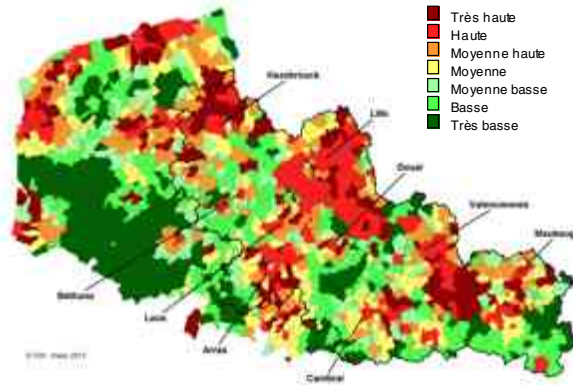 Très haute
Haute
Moyenne haute
Moyenne
Moyenne basse
Basse
Très basse
Hazebrouck
Lille
Douai
Valenciennes
Maubeuge
Béthune
Lens
Arras
Cambrai